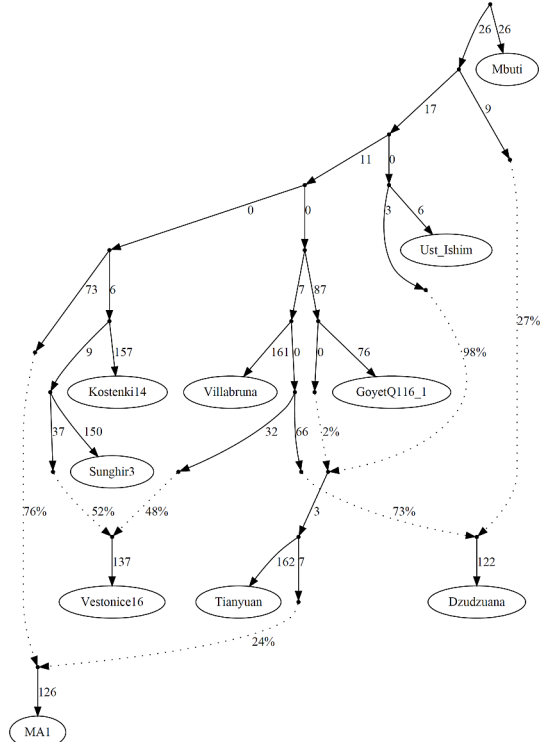 26 26
Mbuti
17 9
11 0
0 0 3 6
Ust_Ishim
73 6 7 87 27%
9 157 161 0 0 76 98%
Kostenki14 Villabruna GoyetQ116_1
37 150 32 66 2%
Sunghir3
76% 52% 48% 3 73%
137 162 7 122
Vestonice16 Tianyuan Dzudzuana
24%
126
MA1